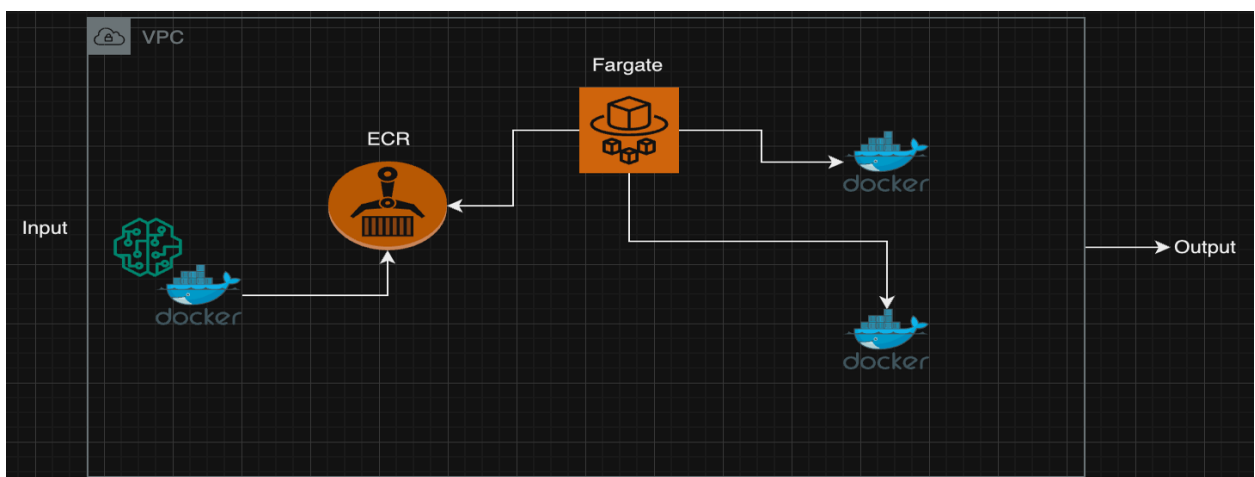 VPC
Fargate
ECR
docker
Input
Output
docker
docker